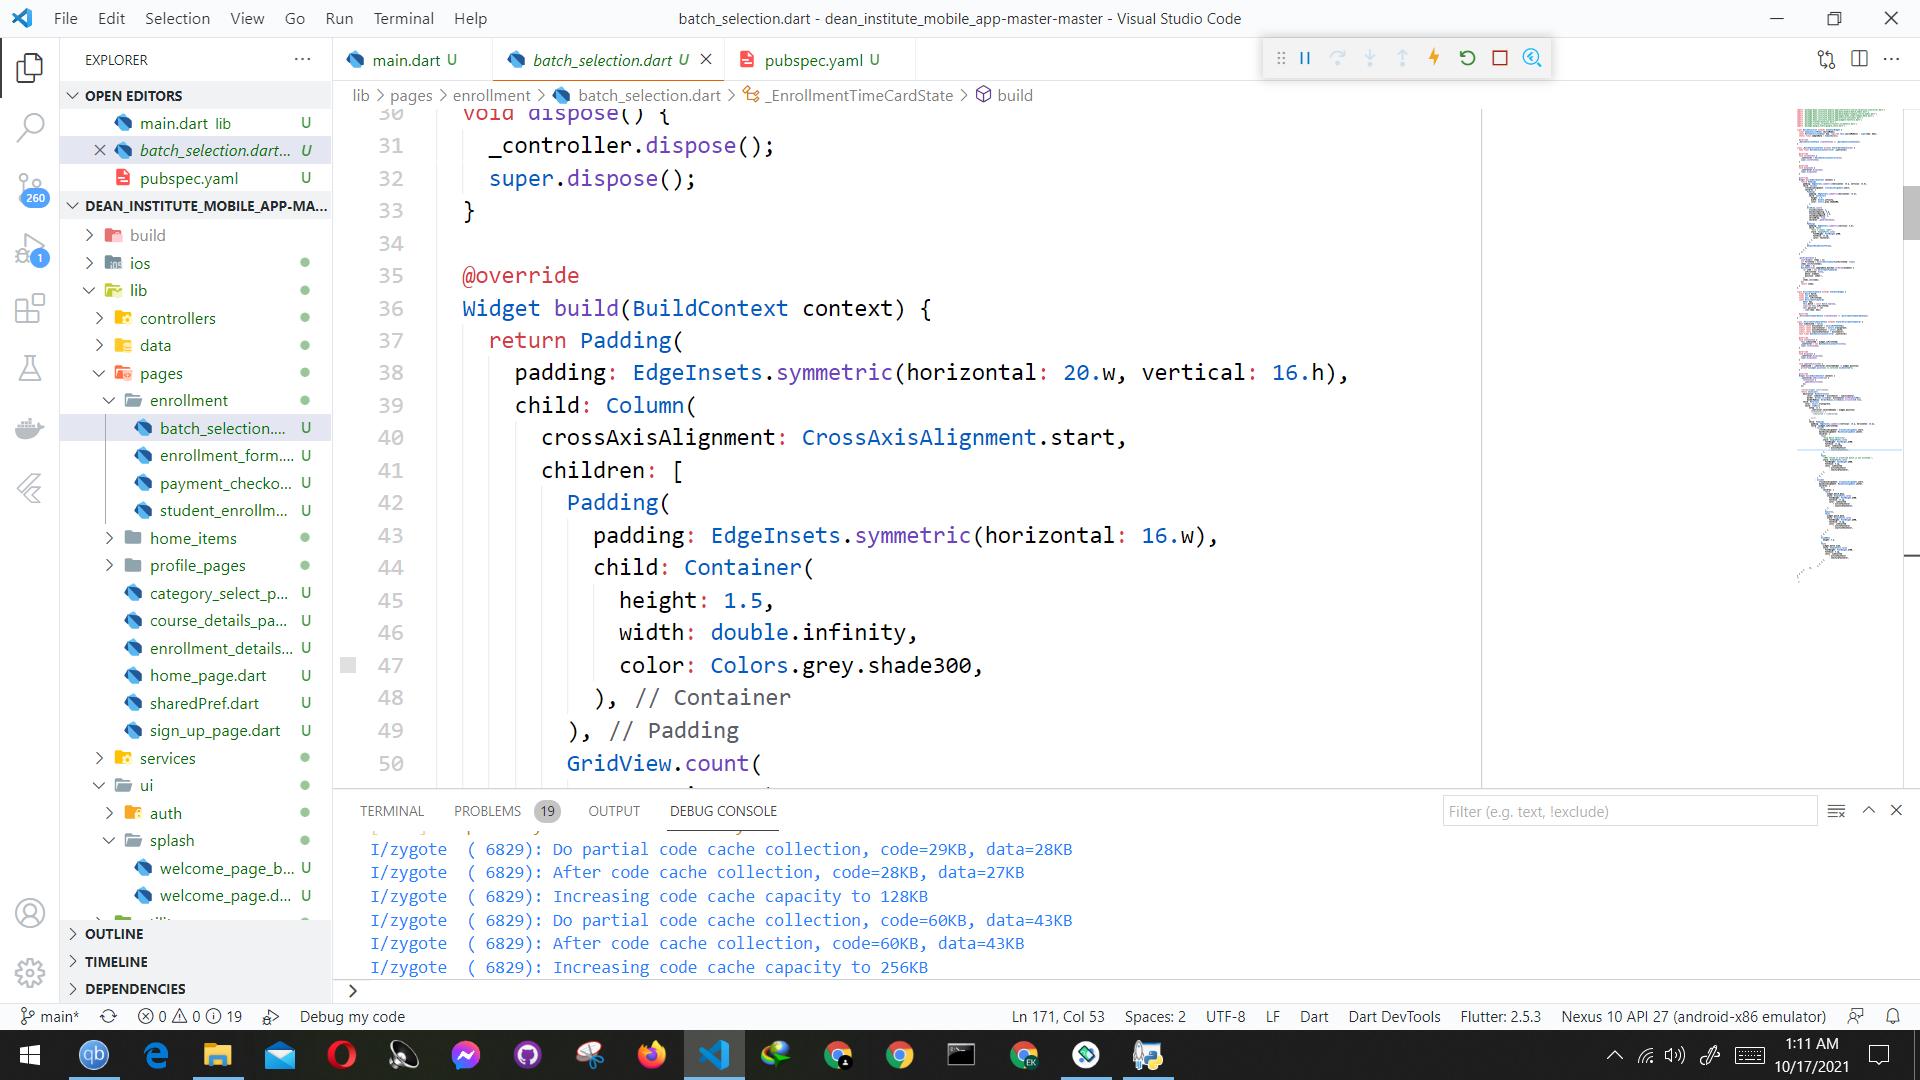 File Edit Selection View Go Run Terminal Help
batch_selection.dart - dean_institute_mobile_app-master-master - Visual Studio Code
EXPLORER
main.dart U
batch_selection.dart U
pubspec.yaml U
OPEN EDITORS
main.dart lib U
batch_selection.dart... U
pubspec.yaml U
DEAN_INSTITUTE_MOBILE_APP-MA...
build
ios
lib
controllers
data
pages
enrollment
batch_selection.... U
enrollment_form.... U
payment_checko... U
student_enrollm... U
home_items
profile_pages
category_select_p... U
course_details_pa... U
enrollment_details... U
home_page.dart U
sharedPref.dart U
sign_up_page.dart U
services
ui
auth
splash
welcome_page_b... U
welcome_page.d... U
OUTLINE
TIMELINE
DEPENDENCIES
260
1
lib > pages > enrollment > batch_selection.dart > _EnrollmentTimeCardState > build
30 void dispose() {
31 _controller.dispose();
32 super.dispose();
33 }
34
35 @override
36 Widget build(BuildContext context) {
37 return Padding(
38 padding: EdgeInsets.symmetric(horizontal: 20.w, vertical: 16.h),
39 child: Column(
40 crossAxisAlignment: CrossAxisAlignment.start,
41 children: [
42 Padding(
43 padding: EdgeInsets.symmetric(horizontal: 16.w),
44 child: Container(
45 height: 1.5,
46 width: double.infinity,
47 color: Colors.grey.shade300,
48 ), // Container
49 ), // Padding
50 GridView.count(
TERMINAL PROBLEMS 19 OUTPUT DEBUG CONSOLE
Filter (e.g. text, !exclude)
I/zygote ( 6829): Do partial code cache collection, code=29KB, data=28KB
I/zygote ( 6829): After code cache collection, code=28KB, data=27KB
I/zygote ( 6829): Increasing code cache capacity to 128KB
I/zygote ( 6829): Do partial code cache collection, code=60KB, data=43KB
I/zygote ( 6829): After code cache collection, code=60KB, data=43KB
I/zygote ( 6829): Increasing code cache capacity to 256KB
>
main* 0 0 19 Debug my code
Ln 171, Col 53 Spaces: 2 UTF-8 LF Dart Dart DevTools Flutter: 2.5.3 Nexus 10 API 27 (android-x86 emulator)
qb
EK
1:11 AM
10/17/2021